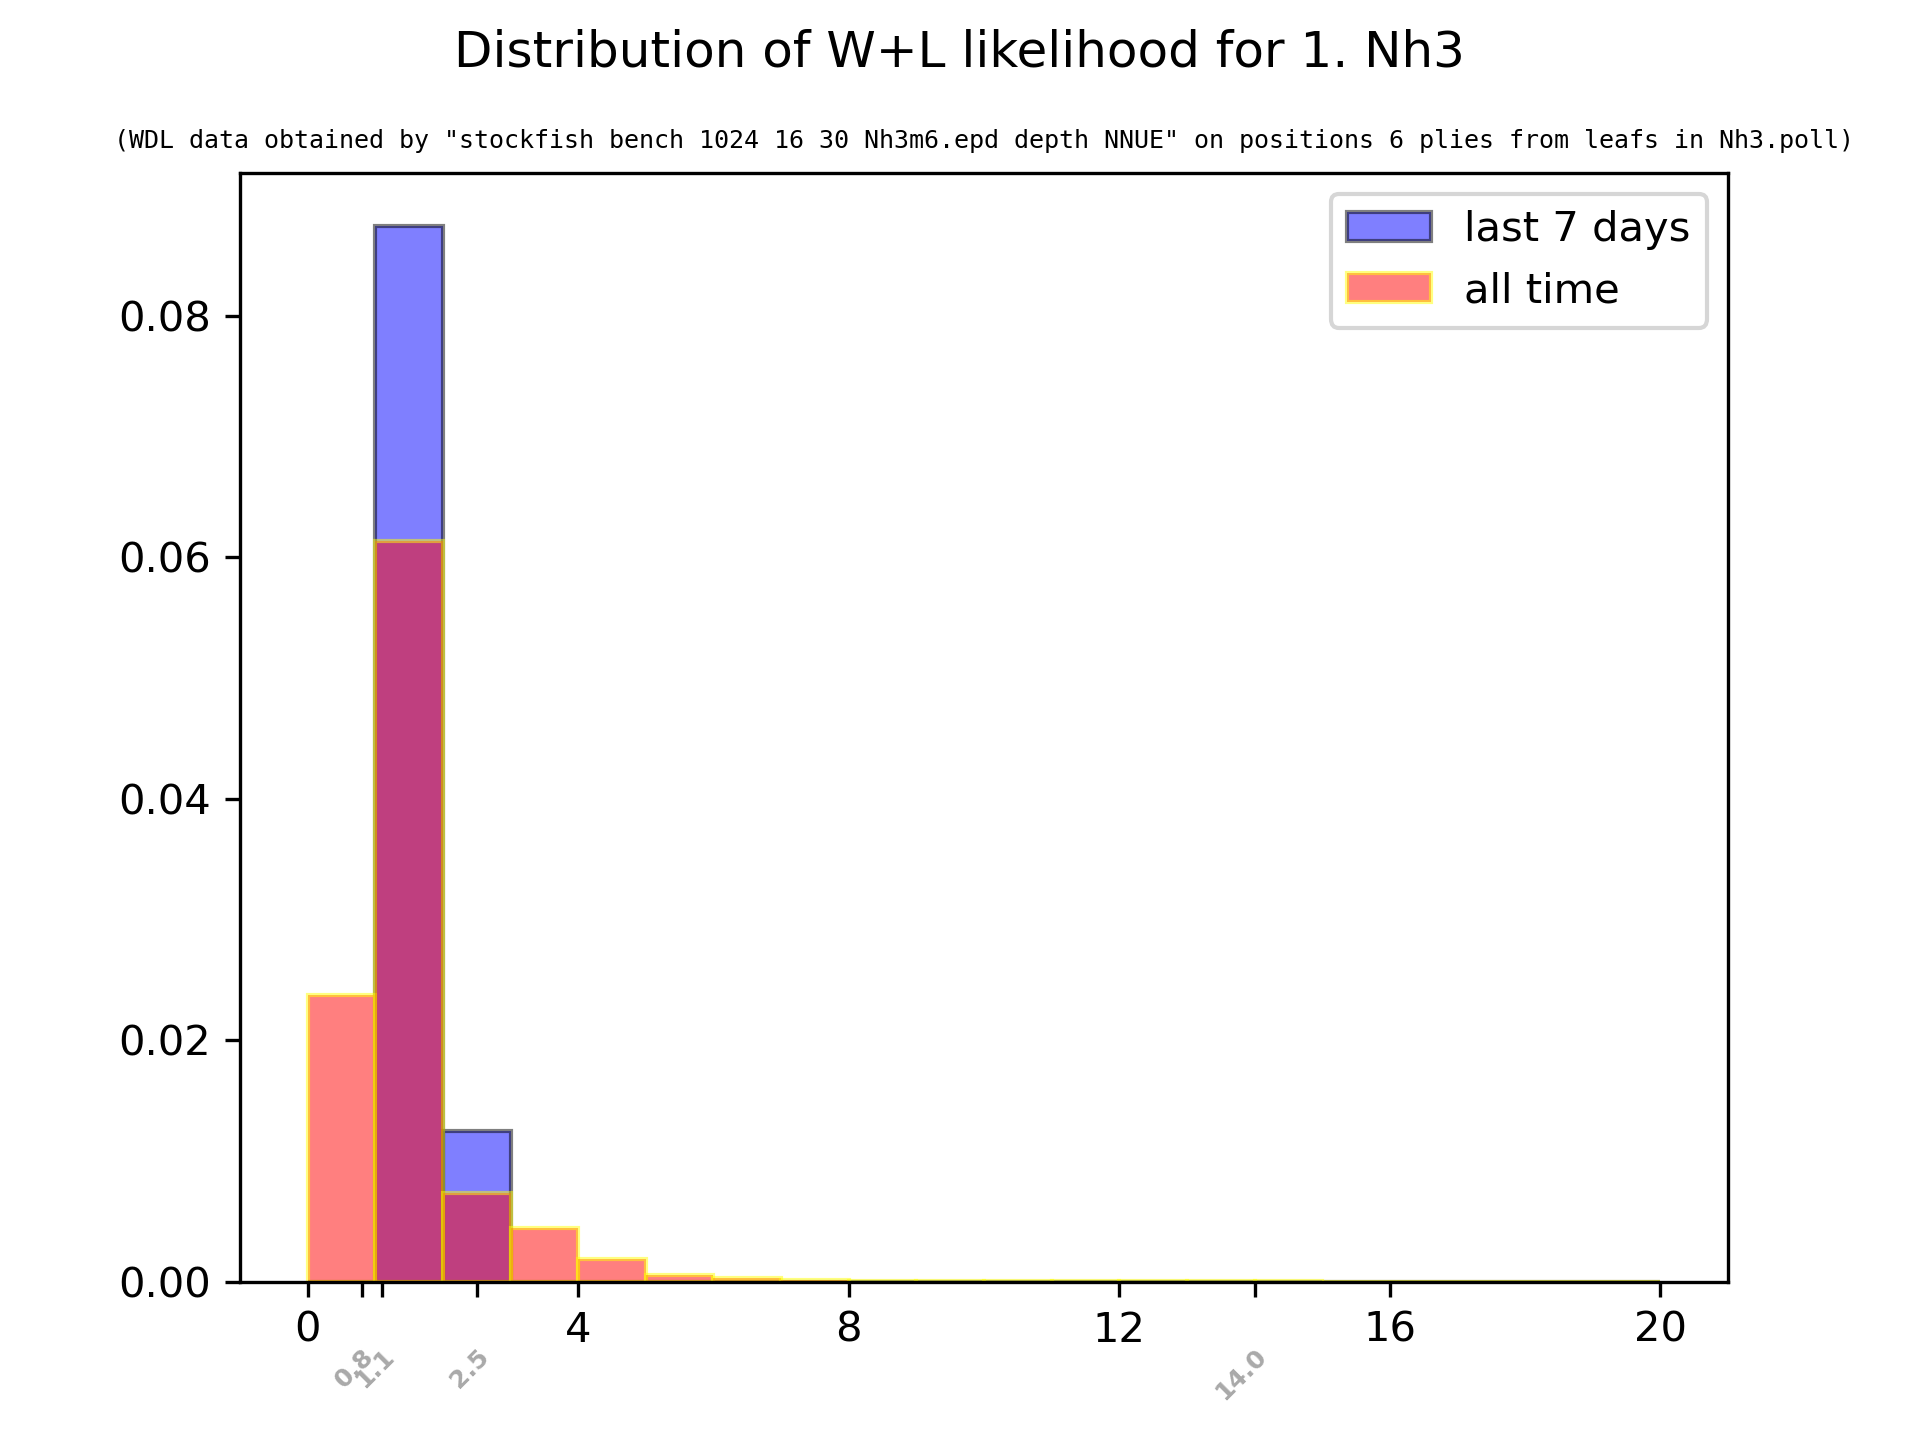 Distribution of W+L likelihood for 1. Nh3
(WDL data obtained by "stockfish bench 1024 16 30 Nh3m6.epd depth NNUE" on positions 6 plies from leafs in Nh3.poll)
last 7 days
all time
0.08
0.06
0.04
0.02
0.00
0 4 8 12 16 20
0.8 1.1 2.5 14.0